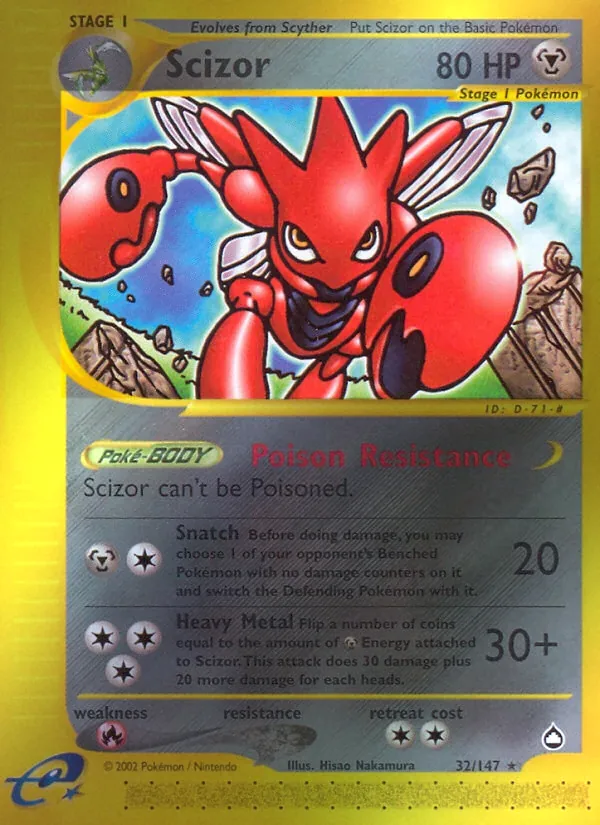 STAGE 1
Evolves from Scyther Put Scizor on the Basic Pokémon
Scizor 80 HP
Stage 1 Pokémon
ID: D-71-#
Poké-BODY Poison Resistance
Scizor can't be Poisoned.
Snatch Before doing damage, you may
choose 1 of your opponent's Benched
Pokémon with no damage counters on it
and switch the Defending Pokémon with it.
20
Heavy Metal Flip a number of coins
equal to the amount of Energy attached
to Scizor. This attack does 30 damage plus
20 more damage for each heads.
30+
weakness resistance retreat cost
© 2002 Pokémon / Nintendo Illus. Hisao Nakamura 32/147 ★
e